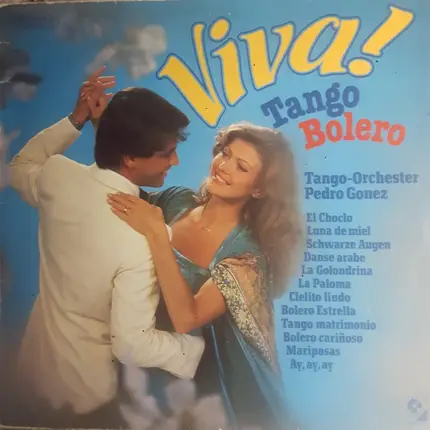 Viva!
Tango
Bolero
Tango-Orchester
Pedro Gonez
El Choclo
Luna de miel
Schwarze Augen
Danse arabe
La Golondrina
La Paloma
Cielito lindo
Bolero Estrella
Tango matrimonio
Bolero cariñoso
Mariposas
Ay, ay, ay